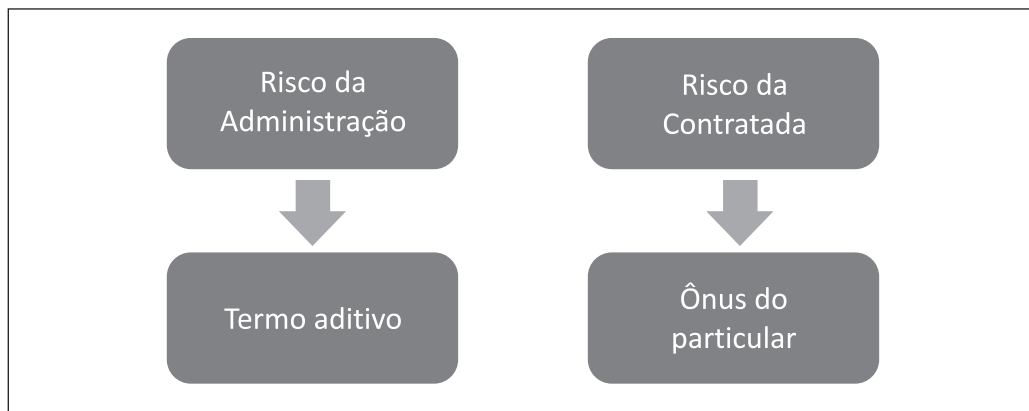 Risco da
Administração
Risco da
Contratada
Termo aditivo
Ônus do
particular